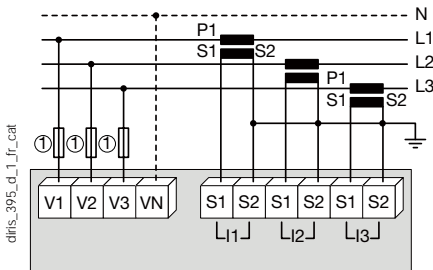 N
P1
L1
S1 S2
L2
P1
S1 S2
L3
① ① ①
V1 V2 V3 VN
S1 S2 S1 S2 S1 S2
I1 I2 I3
diris_395_d_1_fr_cat